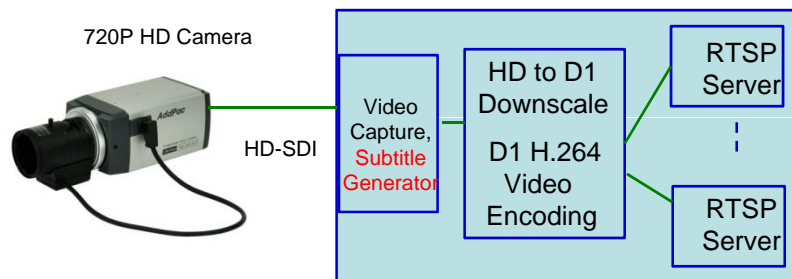 720P HD Camera
AddPac
HD-SDI
Video
Capture,
Subtitle
Generator
HD to D1
Downscale
D1 H.264
Video
Encoding
RTSP
Server
RTSP
Server